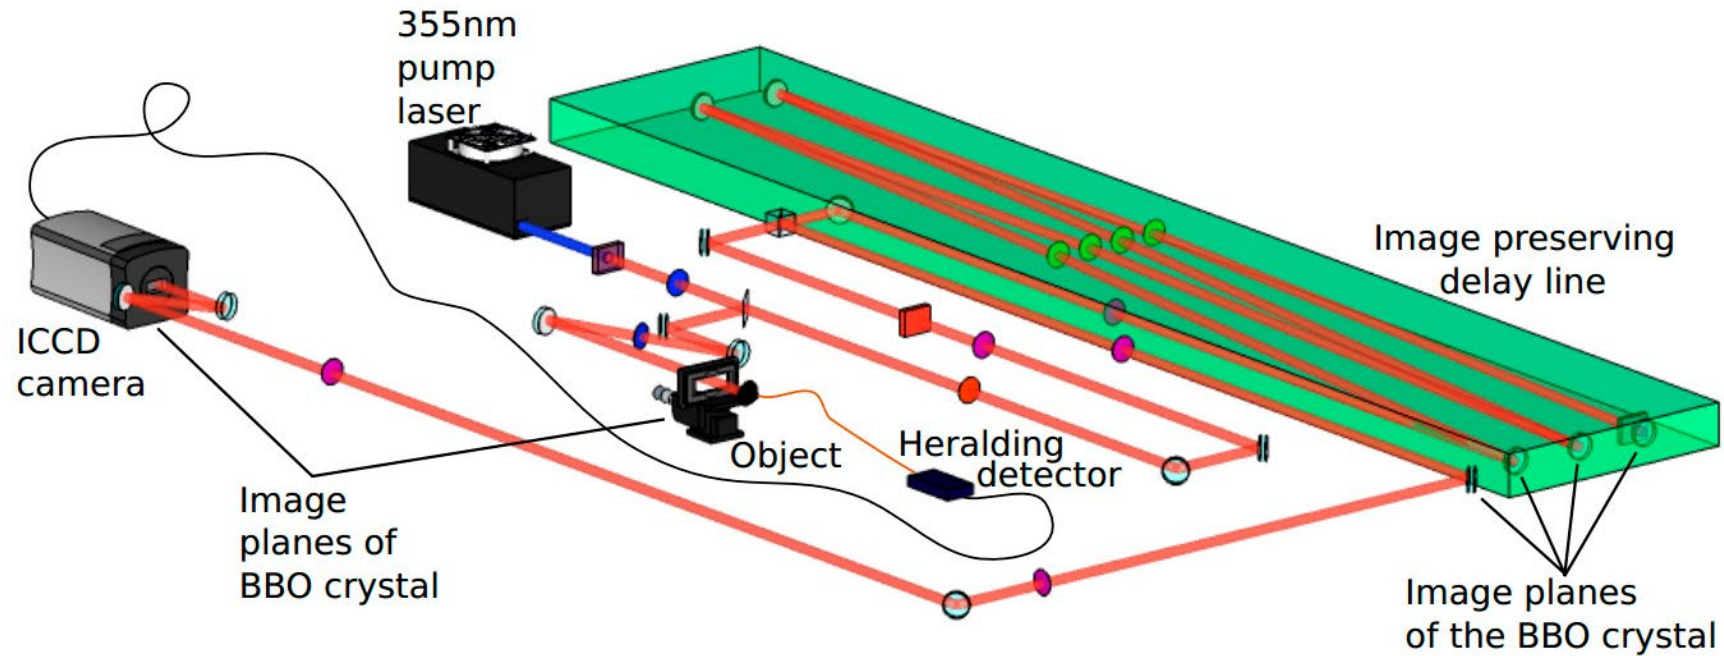 355nm
pump
laser
Image preserving
delay line
ICCD
camera
Object
Heralding
detector
Image
planes of
BBO crystal
Image planes
of the BBO crystal